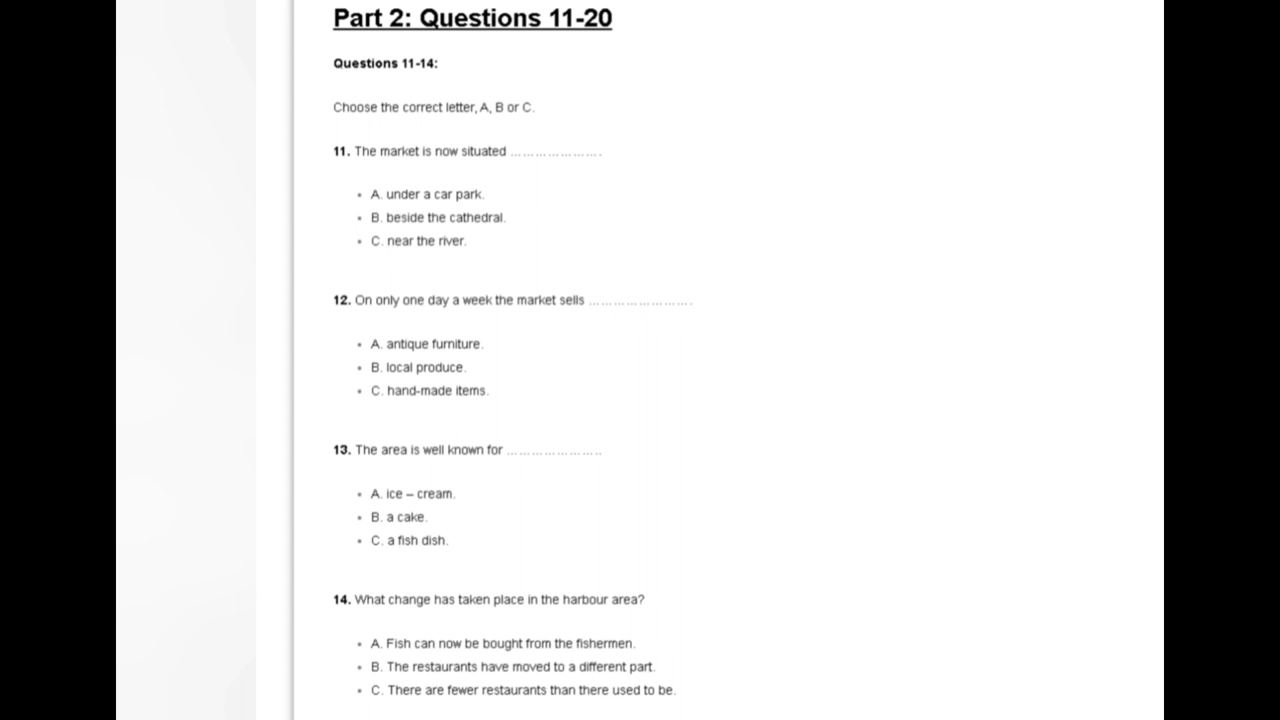 Part 2: Questions 11-20
Questions 11-14:
Choose the correct letter, A, B or C.
11. The market is now situated ………………….
• A. under a car park.
• B. beside the cathedral.
• C. near the river.
12. On only one day a week the market sells …………………….
• A. antique furniture.
• B. local produce.
• C. hand-made items.
13. The area is well known for …………………..
• A. ice – cream.
• B. a cake.
• C. a fish dish.
14. What change has taken place in the harbour area?
• A. Fish can now be bought from the fishermen.
• B. The restaurants have moved to a different part.
• C. There are fewer restaurants than there used to be.